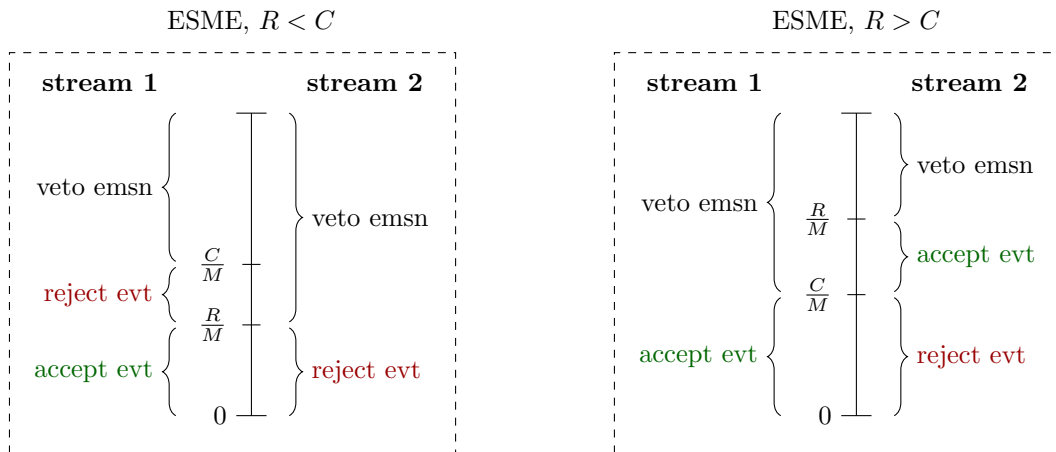 ESME, R < C
stream 1
stream 2
veto emsn
veto emsn
C/M
reject evt
R/M
accept evt
reject evt
0
ESME, R > C
stream 1
stream 2
veto emsn
veto emsn
R/M
accept evt
C/M
accept evt
reject evt
0